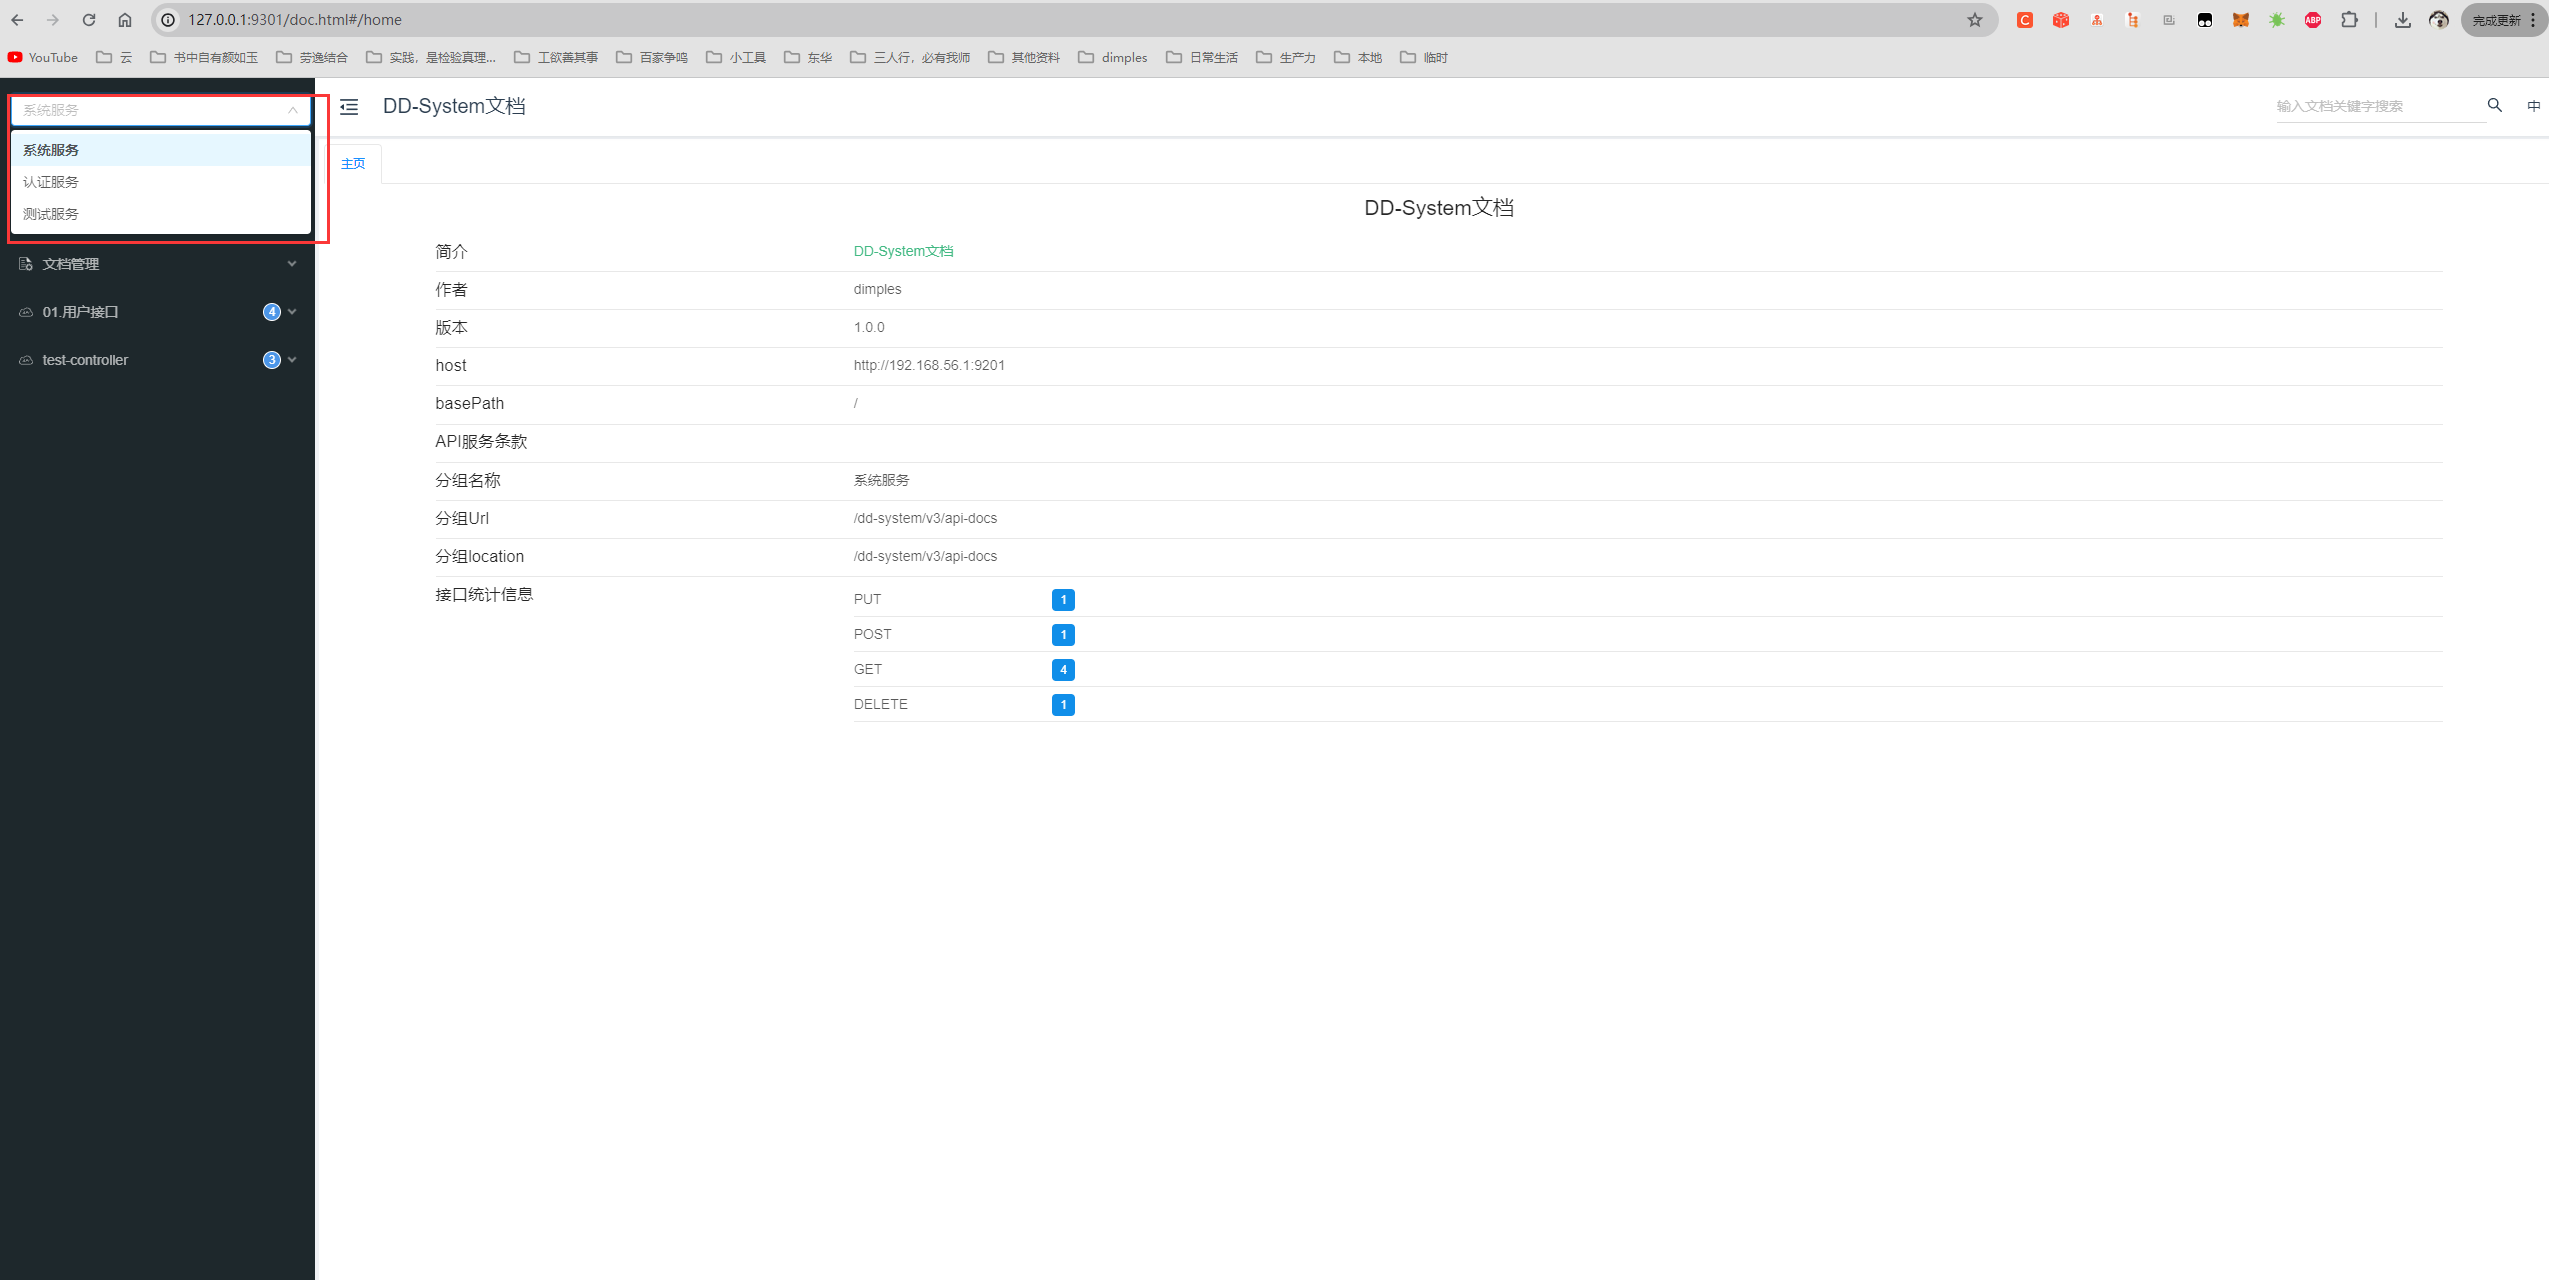 127.0.0.1:9301/doc.html#/home
完成更新
YouTube 云 书中自有颜如玉 劳逸结合 实践，是检验真理... 工欲善其事 百家争鸣 小工具 东华 三人行，必有我师 其他资料 dimples 日常生活 生产力 本地 临时
系统服务
系统服务
认证服务
测试服务
文档管理
01.用户接口 4
test-controller 3
DD-System文档
输入文档关键字搜索 中
主页
DD-System文档
简介 DD-System文档
作者 dimples
版本 1.0.0
host http://192.168.56.1:9201
basePath /
API服务条款
分组名称 系统服务
分组Url /dd-system/v3/api-docs
分组location /dd-system/v3/api-docs
接口统计信息
PUT 1
POST 1
GET 4
DELETE 1